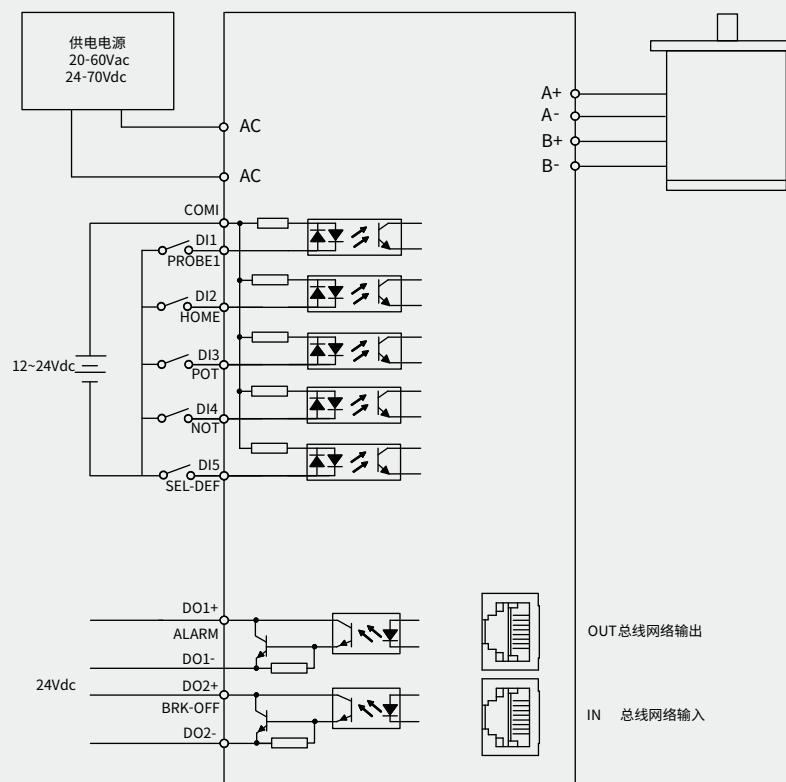 供电电源
20-60Vac
24-70Vdc
AC
AC
A+
A-
B+
B-
COMI
DI1
PROBE1
DI2
HOME
DI3
POT
12~24Vdc
DI4
NOT
DI5
SEL-DEF
DO1+
ALARM
DO1-
24Vdc
DO2+
BRK-OFF
DO2-
OUT总线网络输出
IN 总线网络输入